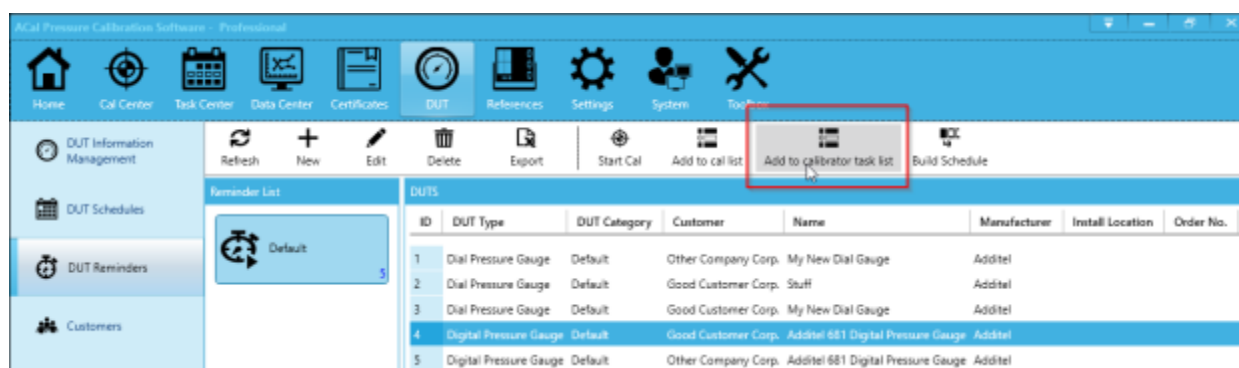 ACal Pressure Calibration Software - Professional
Home Cal Center Task Center Data Center Certificates DUT References Settings System Toolbox
DUT Information Management
DUT Schedules
DUT Reminders
Customers
Refresh New Edit Delete Export Start Cal Add to cal list Add to calibrator task list Build Schedule
Reminder List
Default
5
DUTS
ID DUT Type DUT Category Customer Name Manufacturer Install Location Order No.
1 Dial Pressure Gauge Default Other Company Corp. My New Dial Gauge Additel
2 Dial Pressure Gauge Default Good Customer Corp. Stuff Additel
3 Dial Pressure Gauge Default Good Customer Corp. My New Dial Gauge Additel
4 Digital Pressure Gauge Default Good Customer Corp. Additel 681 Digital Pressure Gauge Additel
5 Digital Pressure Gauge Default Other Company Corp. Additel 681 Digital Pressure Gauge Additel